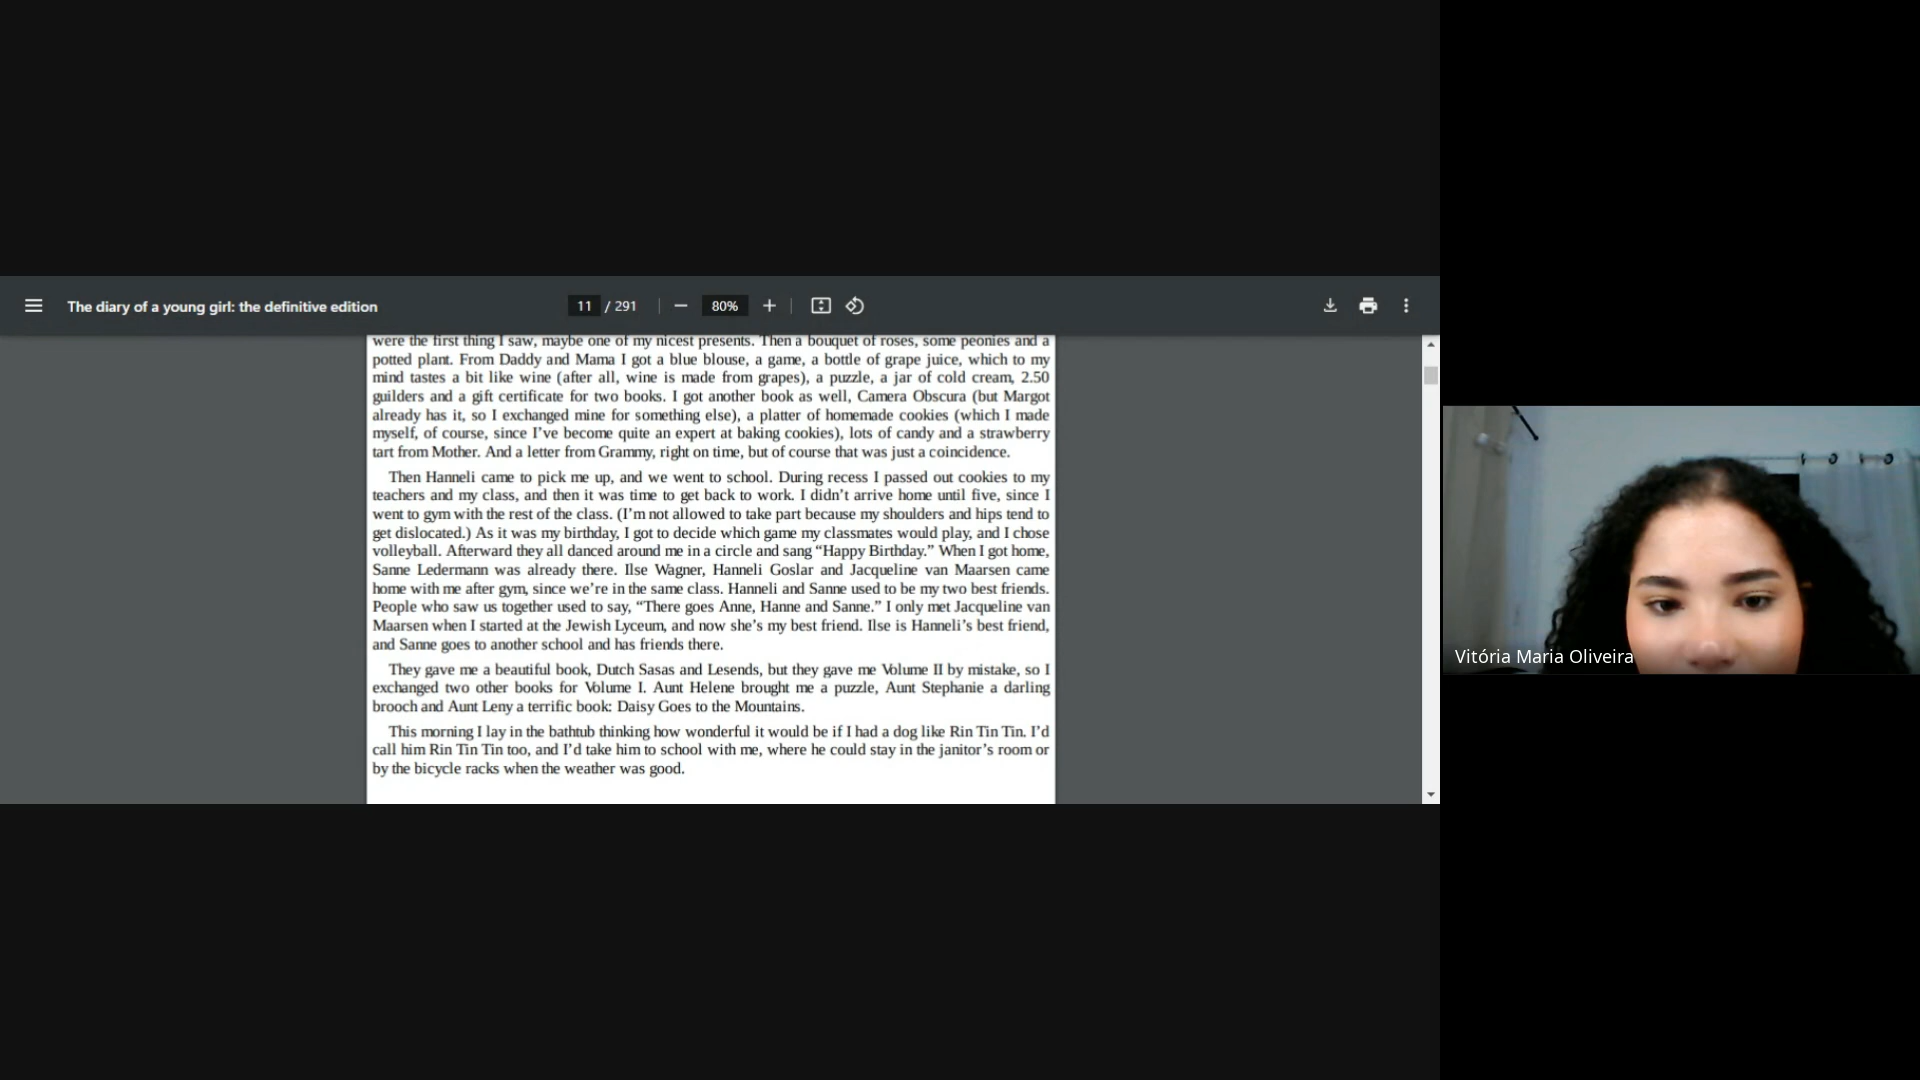 The diary of a young girl: the definitive edition
11 / 291
80%
were the first thing I saw, maybe one of my nicest presents. Then a bouquet of roses, some peonies and a
potted plant. From Daddy and Mama I got a blue blouse, a game, a bottle of grape juice, which to my
mind tastes a bit like wine (after all, wine is made from grapes), a puzzle, a jar of cold cream, 2.50
guilders and a gift certificate for two books. I got another book as well, Camera Obscura (but Margot
already has it, so I exchanged mine for something else), a platter of homemade cookies (which I made
myself, of course, since I’ve become quite an expert at baking cookies), lots of candy and a strawberry
tart from Mother. And a letter from Grammy, right on time, but of course that was just a coincidence.
Then Hanneli came to pick me up, and we went to school. During recess I passed out cookies to my
teachers and my class, and then it was time to get back to work. I didn’t arrive home until five, since I
went to gym with the rest of the class. (I’m not allowed to take part because my shoulders and hips tend to
get dislocated.) As it was my birthday, I got to decide which game my classmates would play, and I chose
volleyball. Afterward they all danced around me in a circle and sang “Happy Birthday.” When I got home,
Sanne Ledermann was already there. Ilse Wagner, Hanneli Goslar and Jacqueline van Maarsen came
home with me after gym, since we’re in the same class. Hanneli and Sanne used to be my two best friends.
People who saw us together used to say, “There goes Anne, Hanne and Sanne.” I only met Jacqueline van
Maarsen when I started at the Jewish Lyceum, and now she’s my best friend. Ilse is Hanneli’s best friend,
and Sanne goes to another school and has friends there.
They gave me a beautiful book, Dutch Sasas and Lesends, but they gave me Volume II by mistake, so I
exchanged two other books for Volume I. Aunt Helene brought me a puzzle, Aunt Stephanie a darling
brooch and Aunt Leny a terrific book: Daisy Goes to the Mountains.
This morning I lay in the bathtub thinking how wonderful it would be if I had a dog like Rin Tin Tin. I’d
call him Rin Tin Tin too, and I’d take him to school with me, where he could stay in the janitor’s room or
by the bicycle racks when the weather was good.
Vitória Maria Oliveira